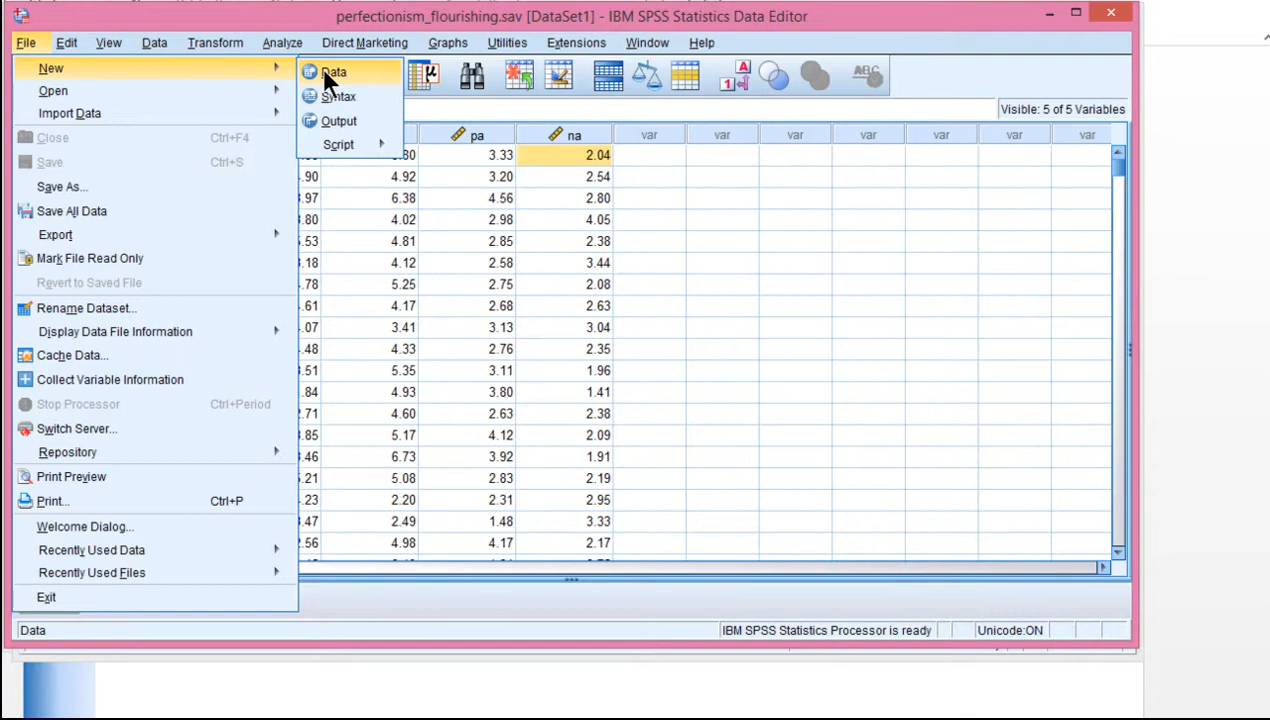 perfectionism_flourishing.sav [DataSet1] - IBM SPSS Statistics Data Editor
File Edit View Data Transform Analyze Direct Marketing Graphs Utilities Extensions Window Help
New
Open
Import Data
Close Ctrl+F4
Save Ctrl+S
Save As...
Save All Data
Export
Mark File Read Only
Revert to Saved File
Rename Dataset...
Display Data File Information
Cache Data...
Collect Variable Information
Stop Processor Ctrl+Period
Switch Server...
Repository
Print Preview
Print... Ctrl+P
Welcome Dialog...
Recently Used Data
Recently Used Files
Exit
Data
Syntax
Output
Script
μ
1 A 4
ABC
Visible: 5 of 5 Variables
pa na var var var var var var var
.80 3.33 2.04
.90 4.92 3.20 2.54
.97 6.38 4.56 2.80
.80 4.02 2.98 4.05
.53 4.81 2.85 2.38
.18 4.12 2.58 3.44
.78 5.25 2.75 2.08
.61 4.17 2.68 2.63
.07 3.41 3.13 3.04
.48 4.33 2.76 2.35
.51 5.35 3.11 1.96
.84 4.93 3.80 1.41
.71 4.60 2.63 2.38
.85 5.17 4.12 2.09
.46 6.73 3.92 1.91
.21 5.08 2.83 2.19
.23 2.20 2.31 2.95
.47 2.49 1.48 3.33
.56 4.98 4.17 2.17
Data IBM SPSS Statistics Processor is ready Unicode:ON